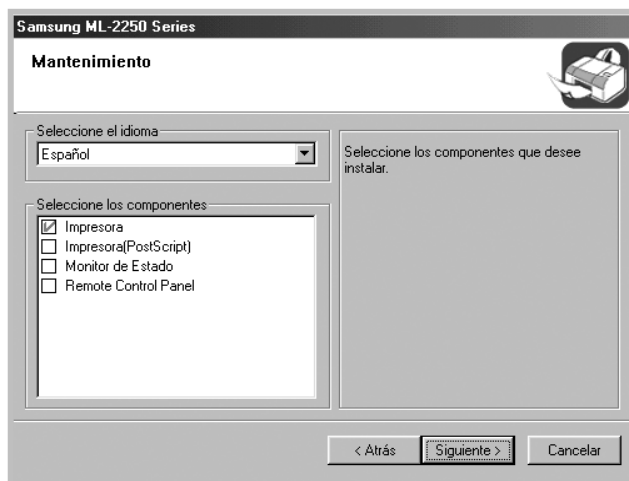 Samsung ML-2250 Series
Mantenimiento
Seleccione el idioma
Español
Seleccione los componentes que desee
instalar.
Seleccione los componentes
Impresora
Impresora(PostScript)
Monitor de Estado
Remote Control Panel
< Atrás
Siguiente >
Cancelar